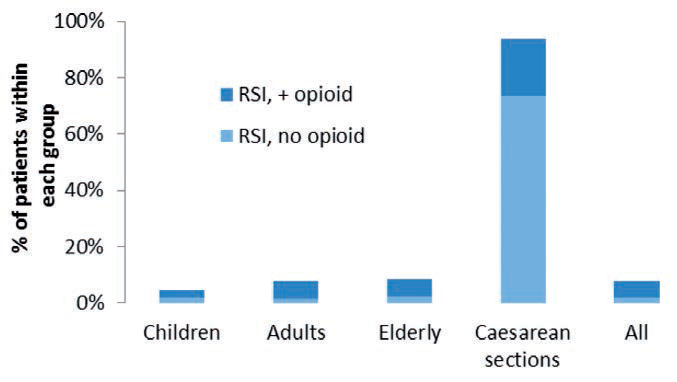 % of patients within
each group
100%
80%
60%
40%
20%
0%
RSI, + opioid
RSI, no opioid
Children
Adults
Elderly
Caesarean
sections
All